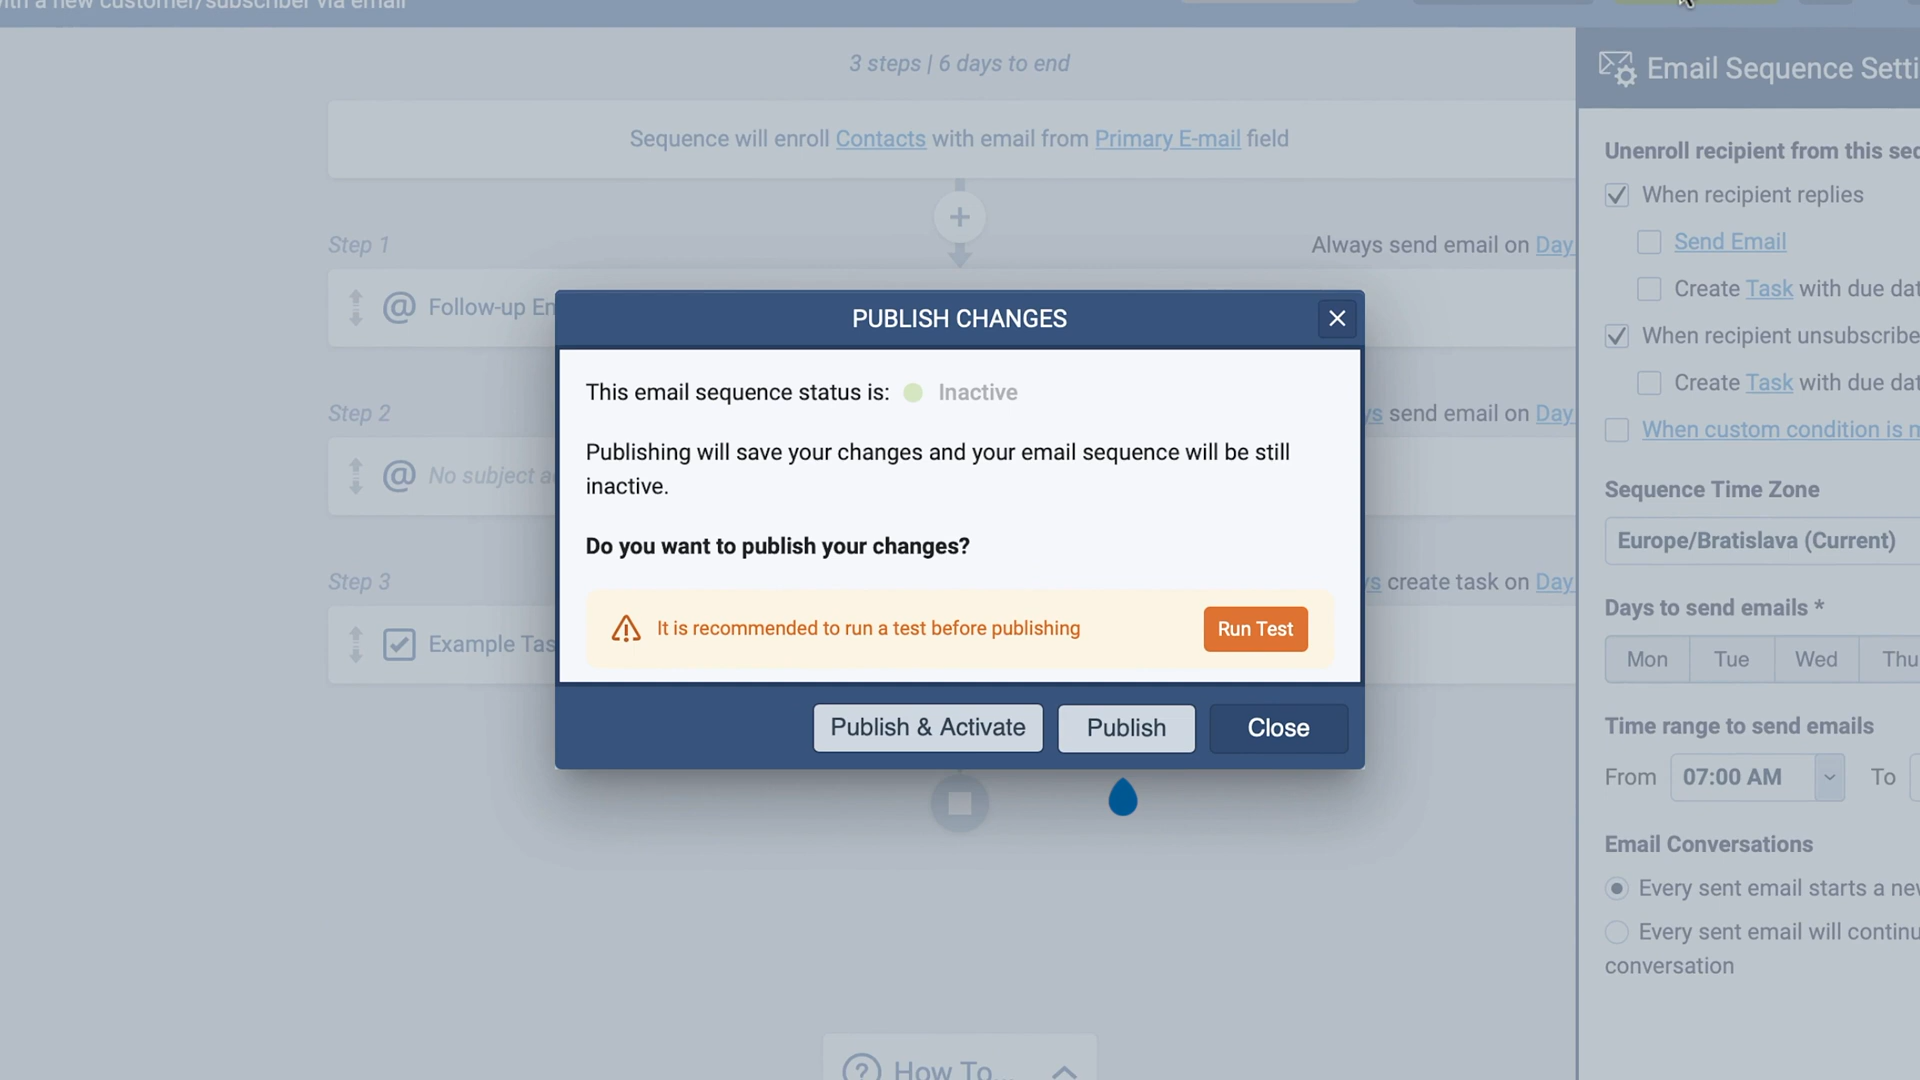 with a new customer/subscriber via email
3 steps | 6 days to end
Email Sequence Setti
Sequence will enroll Contacts with email from Primary E-mail field
Unenroll recipient from this sec
When recipient replies
Send Email
Create Task with due dat
When recipient unsubscribe
Create Task with due dat
When custom condition is m
Step 1
Always send email on Day
@ Follow-up En
Step 2
ys send email on Day
@ No subject a
Step 3
ys create task on Day
Example Tas
PUBLISH CHANGES
This email sequence status is: Inactive
Publishing will save your changes and your email sequence will be still
inactive.
Do you want to publish your changes?
It is recommended to run a test before publishing
Run Test
Publish & Activate
Publish
Close
Sequence Time Zone
Europe/Bratislava (Current)
Days to send emails *
Mon Tue Wed Thu
Time range to send emails
From 07:00 AM To
Email Conversations
Every sent email starts a new
Every sent email will continu
conversation
? How To...